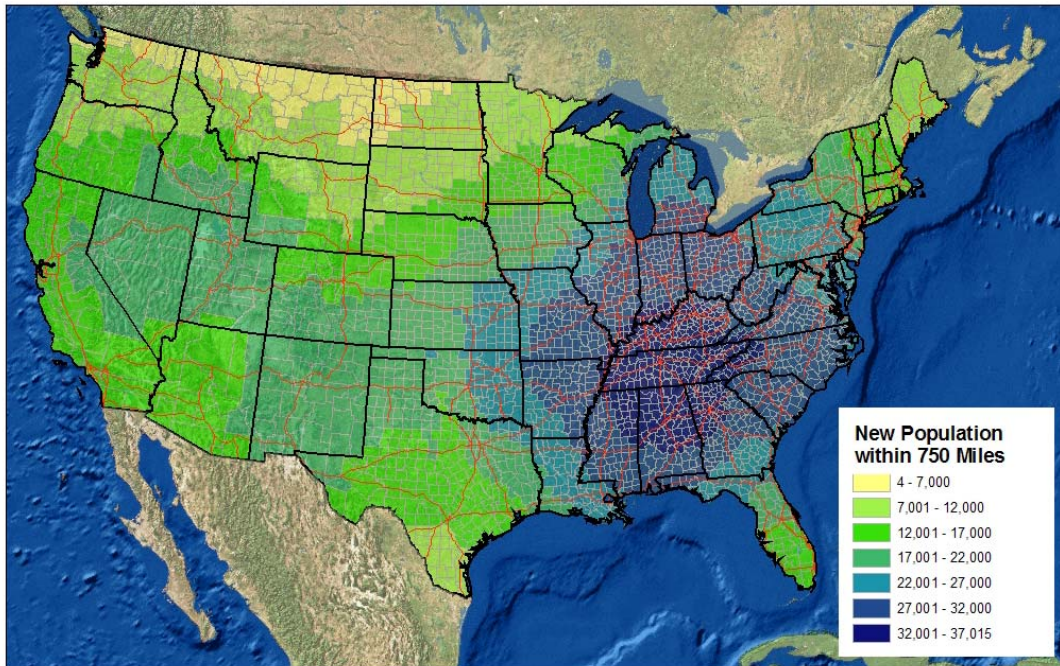 New Population
within 750 Miles
4 - 7,000
7,001 - 12,000
12,001 - 17,000
17,001 - 22,000
22,001 - 27,000
27,001 - 32,000
32,001 - 37,015